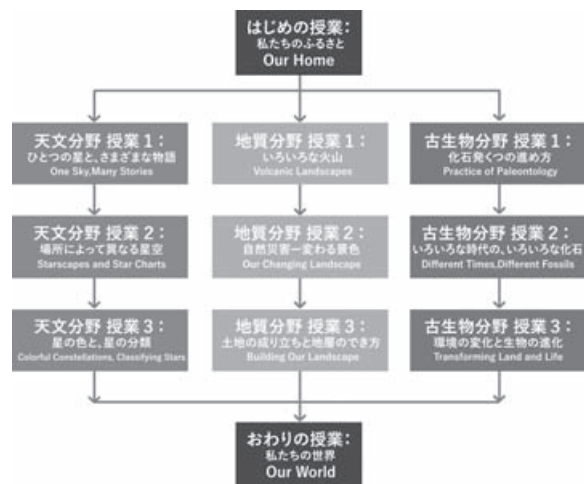 はじめの授業：
私たちのふるさと
Our Home
天文分野 授業 1：
ひとつの星と、さまざまな物語
One Sky,Many Stories
地質分野 授業 1：
いろいろな火山
Volcanic Landscapes
古生物分野 授業 1：
化石発くつの進め方
Practice of Paleontology
天文分野 授業 2：
場所によって異なる星空
Starscapes and Star Charts
地質分野 授業 2：
自然災害ー変わる景色
Our Changing Landscape
古生物分野 授業 2：
いろいろな時代の、いろいろな化石
Different Times,Different Fossils
天文分野 授業 3：
星の色と、星の分類
Colorful Constellations, Classifying Stars
地質分野 授業 3：
土地の成り立ちと地層のでき方
Building Our Landscape
古生物分野 授業 3：
環境の変化と生物の進化
Transforming Land and Life
おわりの授業：
私たちの世界
Our World